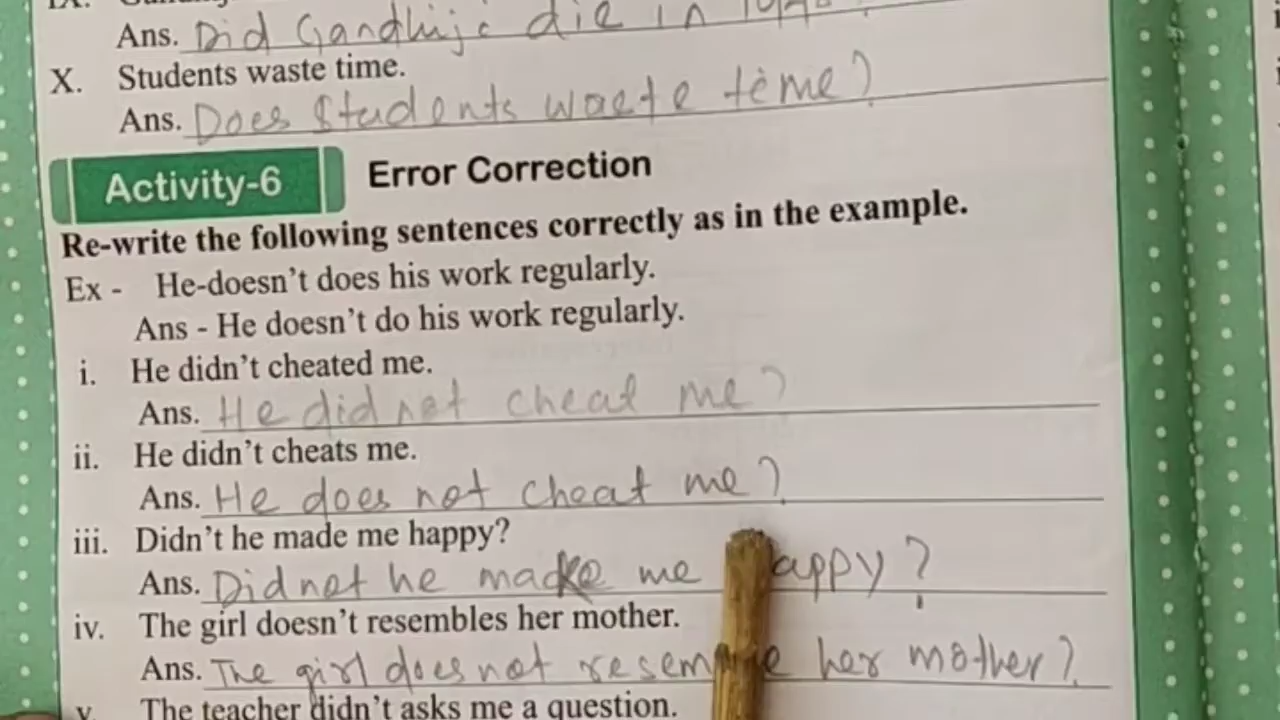 IX.
Ans. Did Gandhiji die in 1948?
X. Students waste time.
Ans. Does Students waste time?
Activity-6 Error Correction
Re-write the following sentences correctly as in the example.
Ex - He-doesn't does his work regularly.
Ans - He doesn't do his work regularly.
i. He didn't cheated me.
Ans. He did not cheat me?
ii. He didn't cheats me.
Ans. He does not cheat me?
iii. Didn't he made me happy?
Ans. Did not he make me happy?
iv. The girl doesn't resembles her mother.
Ans. The girl does not resemble her mother?
v. The teacher didn't asks me a question.